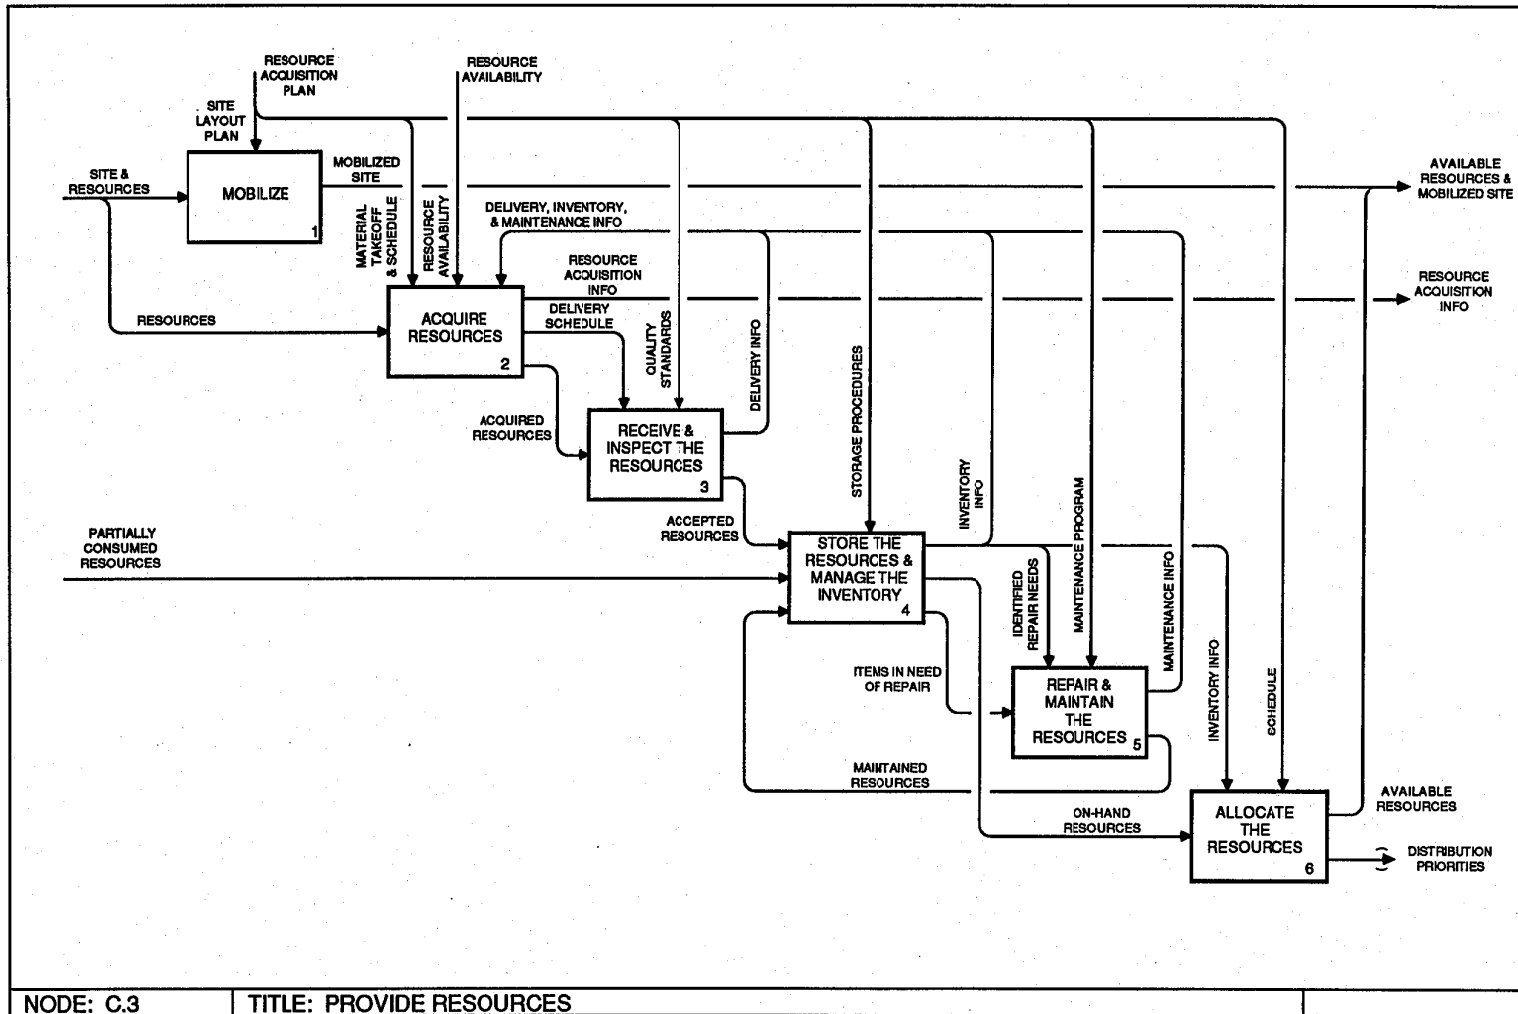 RESOURCE
ACQUISITION
PLAN
RESOURCE
AVAILABILITY
SITE
LAYOUT
PLAN
SITE &
RESOURCES
MOBILIZE
1
MOBILIZED
SITE
AVAILABLE
RESOURCES &
MOBILIZED SITE
MATERIAL
TAKEOFF
& SCHEDULE
RESOURCE
AVAILABILITY
DELIVERY, INVENTORY,
& MAINTENANCE INFO
RESOURCE
ACQUISITION
INFO
RESOURCE
ACQUISITION
INFO
RESOURCES
ACQUIRE
RESOURCES
2
DELIVERY
SCHEDULE
QUALITY
STANDARDS
DELIVERY INFO
STORAGE PROCEDURES
ACQUIRED
RESOURCES
RECEIVE &
INSPECT THE
RESOURCES
3
INVENTORY
INFO
MAINTENANCE PROGRAM
ACCEPTED
RESOURCES
PARTIALLY
CONSUMED
RESOURCES
STORE THE
RESOURCES &
MANAGE THE
INVENTORY
4
IDENTIFIED
REPAIR NEEDS
MAINTENANCE INFO
ITEMS IN NEED
OF REPAIR
REPAIR &
MAINTAIN
THE
RESOURCES
5
INVENTORY INFO
SCHEDULE
MAINTAINED
RESOURCES
ON-HAND
RESOURCES
ALLOCATE
THE
RESOURCES
6
AVAILABLE
RESOURCES
DISTRIBUTION
PRIORITIES
NODE: C.3
TITLE: PROVIDE RESOURCES